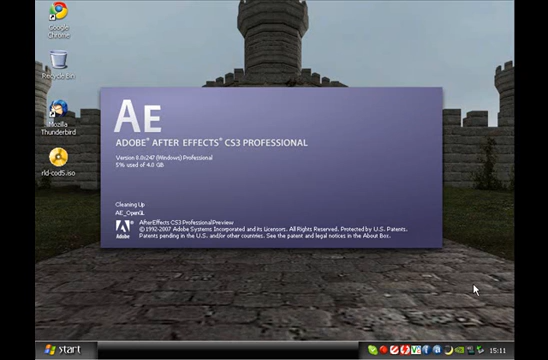 Google
Chrome
Recycle Bin
Mozilla
Thunderbird
rld-cod5.iso
AE
ADOBE® AFTER EFFECTS® CS3 PROFESSIONAL
Version 8.0x247 (Windows) Professional
5% used of 4.0 GB
Cleaning Up
AE_OpenGL
Adobe
AfterEffects CS3 ProfessionalPreview
© 1992-2007 Adobe Systems Incorporated and its Licensors. All Rights Reserved. Protected by U.S. Patents.
Patents pending in the U.S. and/or other countries. See the patent and legal notices in the About Box.
start
15:11